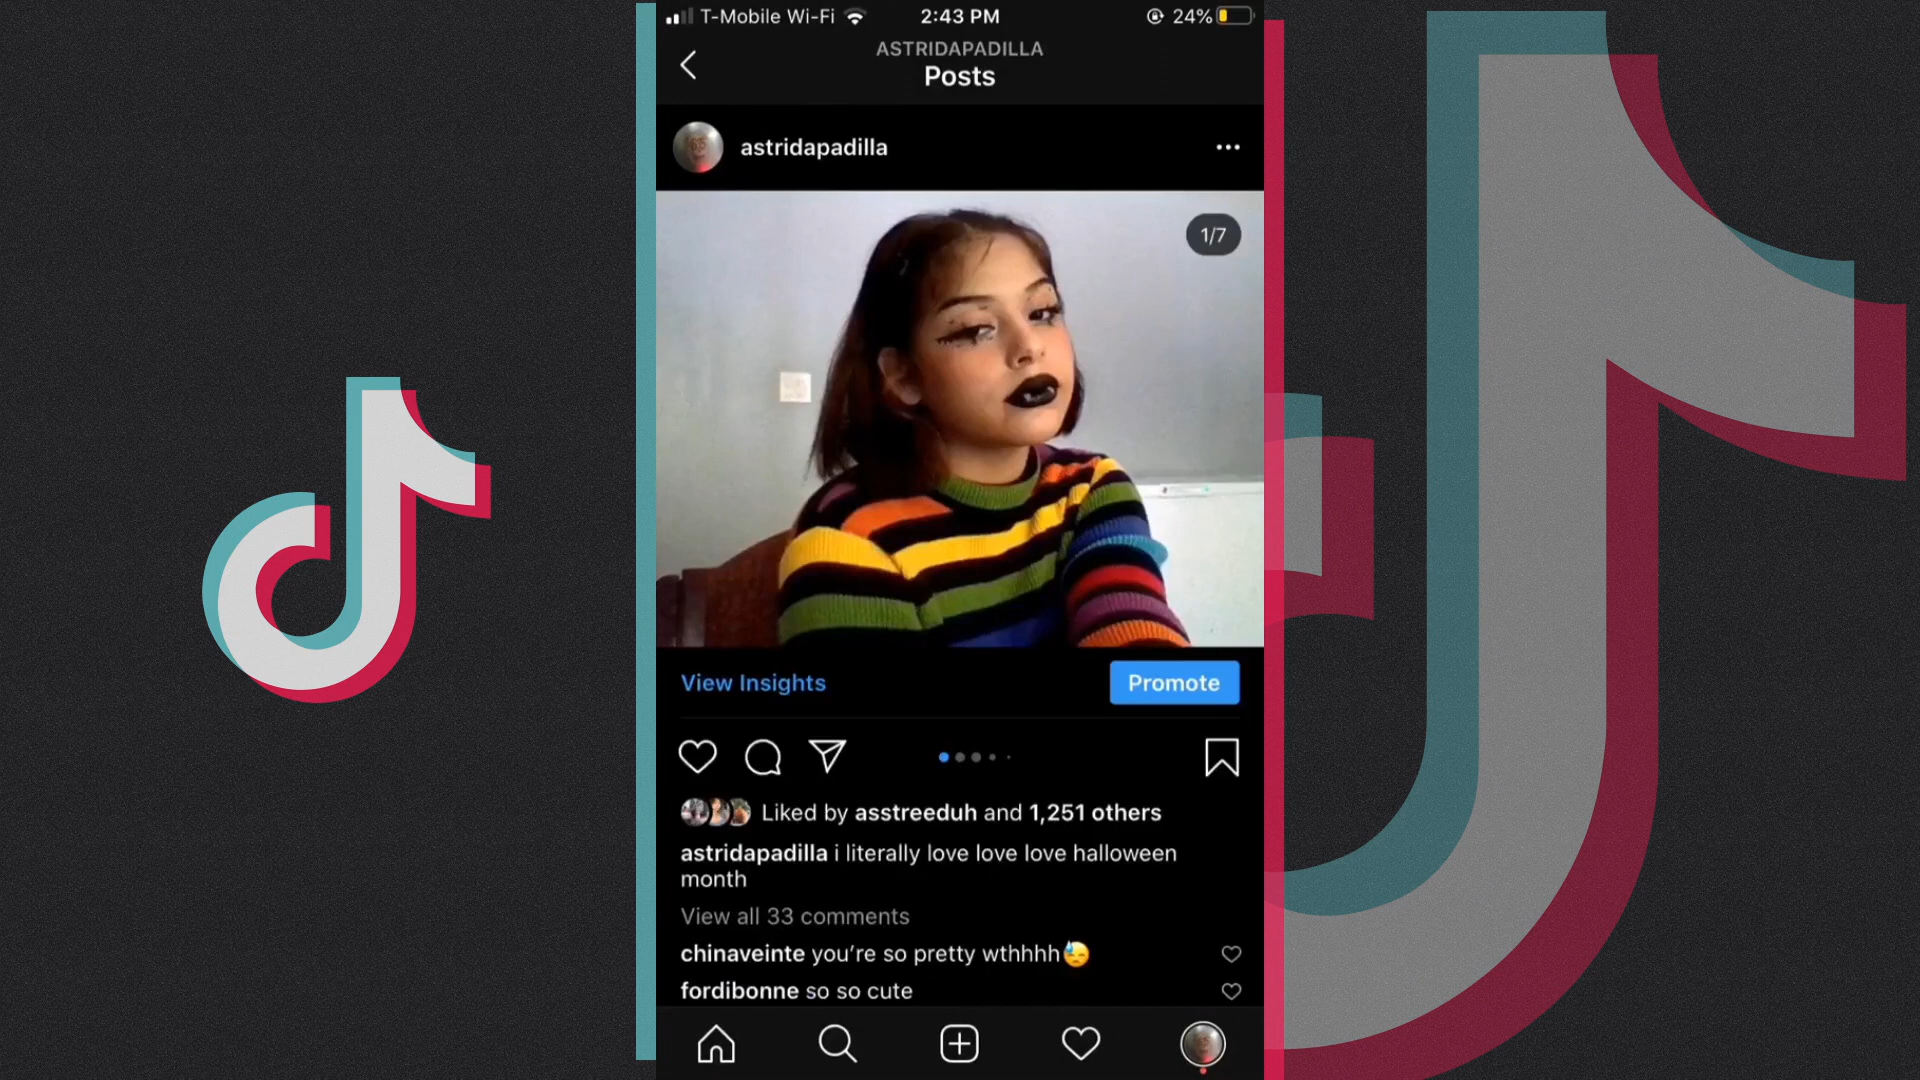 T-Mobile Wi-Fi 2:43 PM 24%
ASTRIDAPADILLA
Posts
astridapadilla
1/7
View Insights Promote
Liked by asstreeduh and 1,251 others
astridapadilla i literally love love love halloween
month
View all 33 comments
chinaveinte you’re so pretty wthhhh😓
fordibonne so so cute